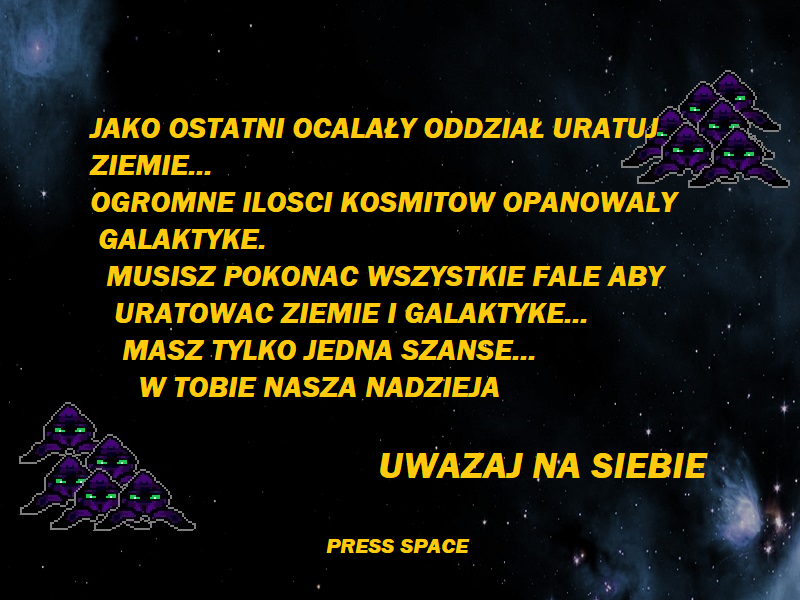 JAKO OSTATNI OCALAŁY ODDZIAŁ URATUJ
ZIEMIE...
OGROMNE ILOSCI KOSMITOW OPANOWAŁY
GALAKTYKE.
MUSISZ POKONAC WSZYSTKIE FALE ABY
URATOWAC ZIEMIE I GALAKTYKE...
MASZ TYLKO JEDNA SZANSE...
W TOBIE NASZA NADZIEJA
UWAZAJ NA SIEBIE
PRESS SPACE